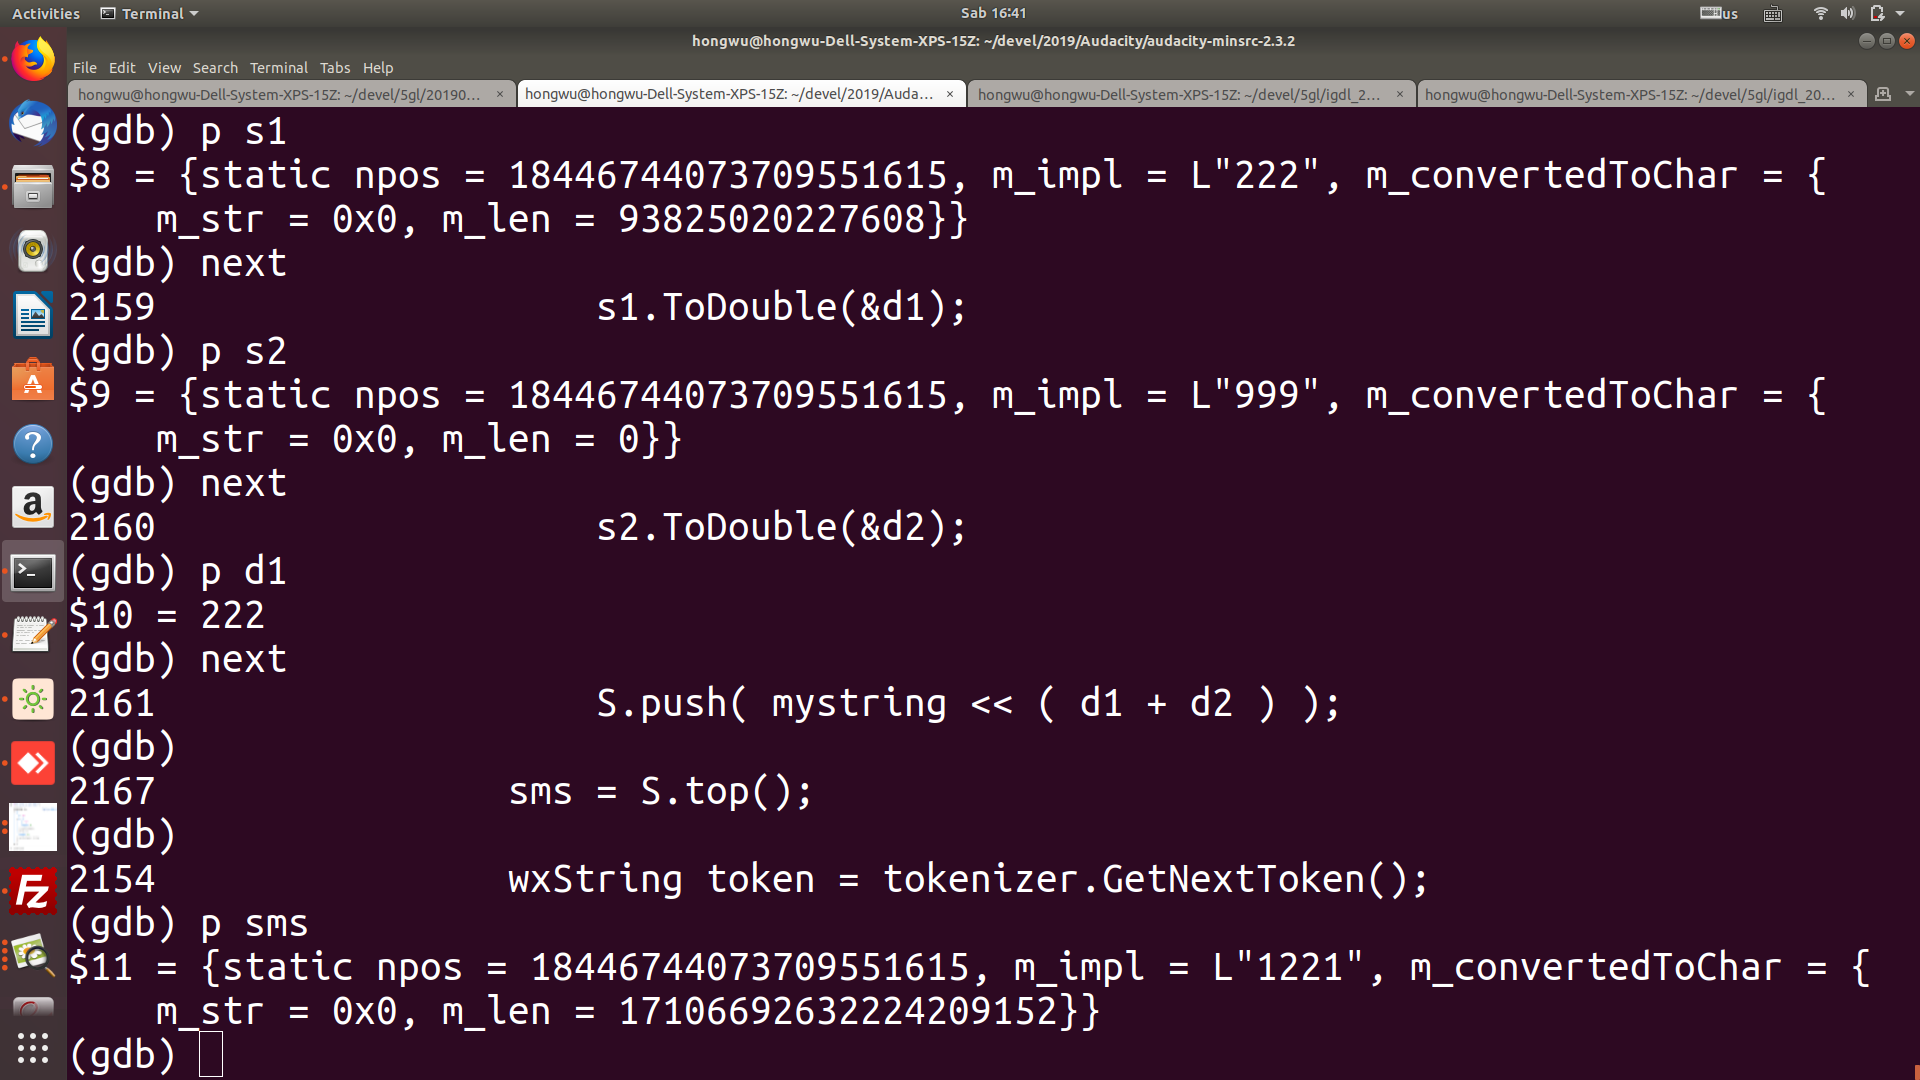 Activities Terminal Sab 16:41 us
hongwu@hongwu-Dell-System-XPS-15Z: ~/devel/2019/Audacity/audacity-minsrc-2.3.2
File Edit View Search Terminal Tabs Help
hongwu@hongwu-Dell-System-XPS-15Z: ~/devel/5gl/20190... × hongwu@hongwu-Dell-System-XPS-15Z: ~/devel/2019/Auda... × hongwu@hongwu-Dell-System-XPS-15Z: ~/devel/5gl/igdl_2... × hongwu@hongwu-Dell-System-XPS-15Z: ~/devel/5gl/igdl_20... ×
(gdb) p s1
$8 = {static npos = 18446744073709551615, m_impl = L"222", m_convertedToChar = {
    m_str = 0x0, m_len = 93825020227608}}
(gdb) next
2159                    s1.ToDouble(&d1);
(gdb) p s2
$9 = {static npos = 18446744073709551615, m_impl = L"999", m_convertedToChar = {
    m_str = 0x0, m_len = 0}}
(gdb) next
2160                    s2.ToDouble(&d2);
(gdb) p d1
$10 = 222
(gdb) next
2161                    S.push( mystring << ( d1 + d2 ) );
(gdb)
2167                sms = S.top();
(gdb)
2154                wxString token = tokenizer.GetNextToken();
(gdb) p sms
$11 = {static npos = 18446744073709551615, m_impl = L"1221", m_convertedToChar = {
    m_str = 0x0, m_len = 17106692632224209152}}
(gdb)